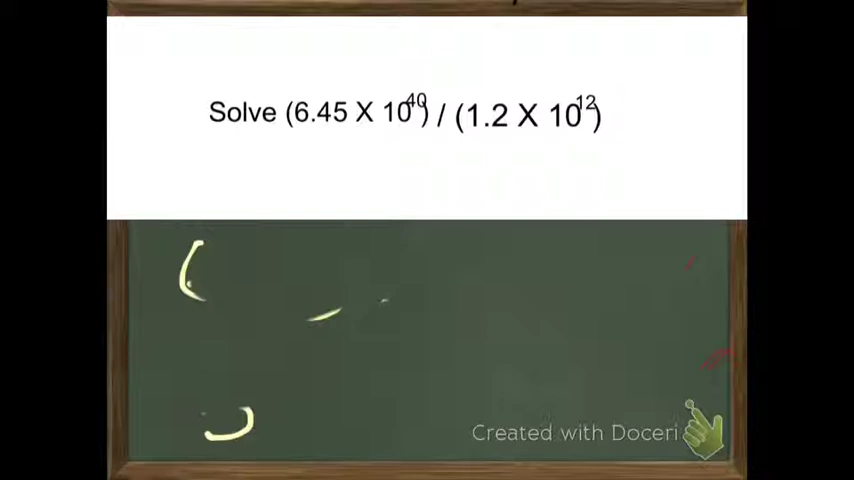 Solve (6.45 X 10⁴⁰) / (1.2 X 10¹²)
Created with Doceri